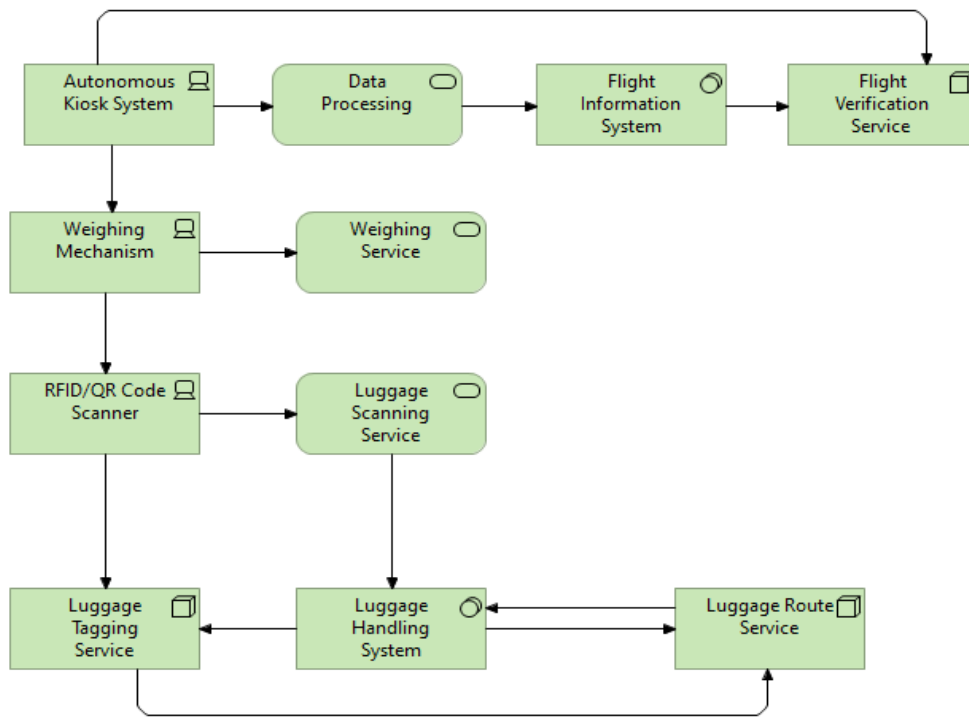 Autonomous
Kiosk System
Data
Processing
Flight
Information
System
Flight
Verification
Service
Weighing
Mechanism
Weighing
Service
RFID/QR Code
Scanner
Luggage
Scanning
Service
Luggage
Tagging
Service
Luggage
Handling
System
Luggage Route
Service